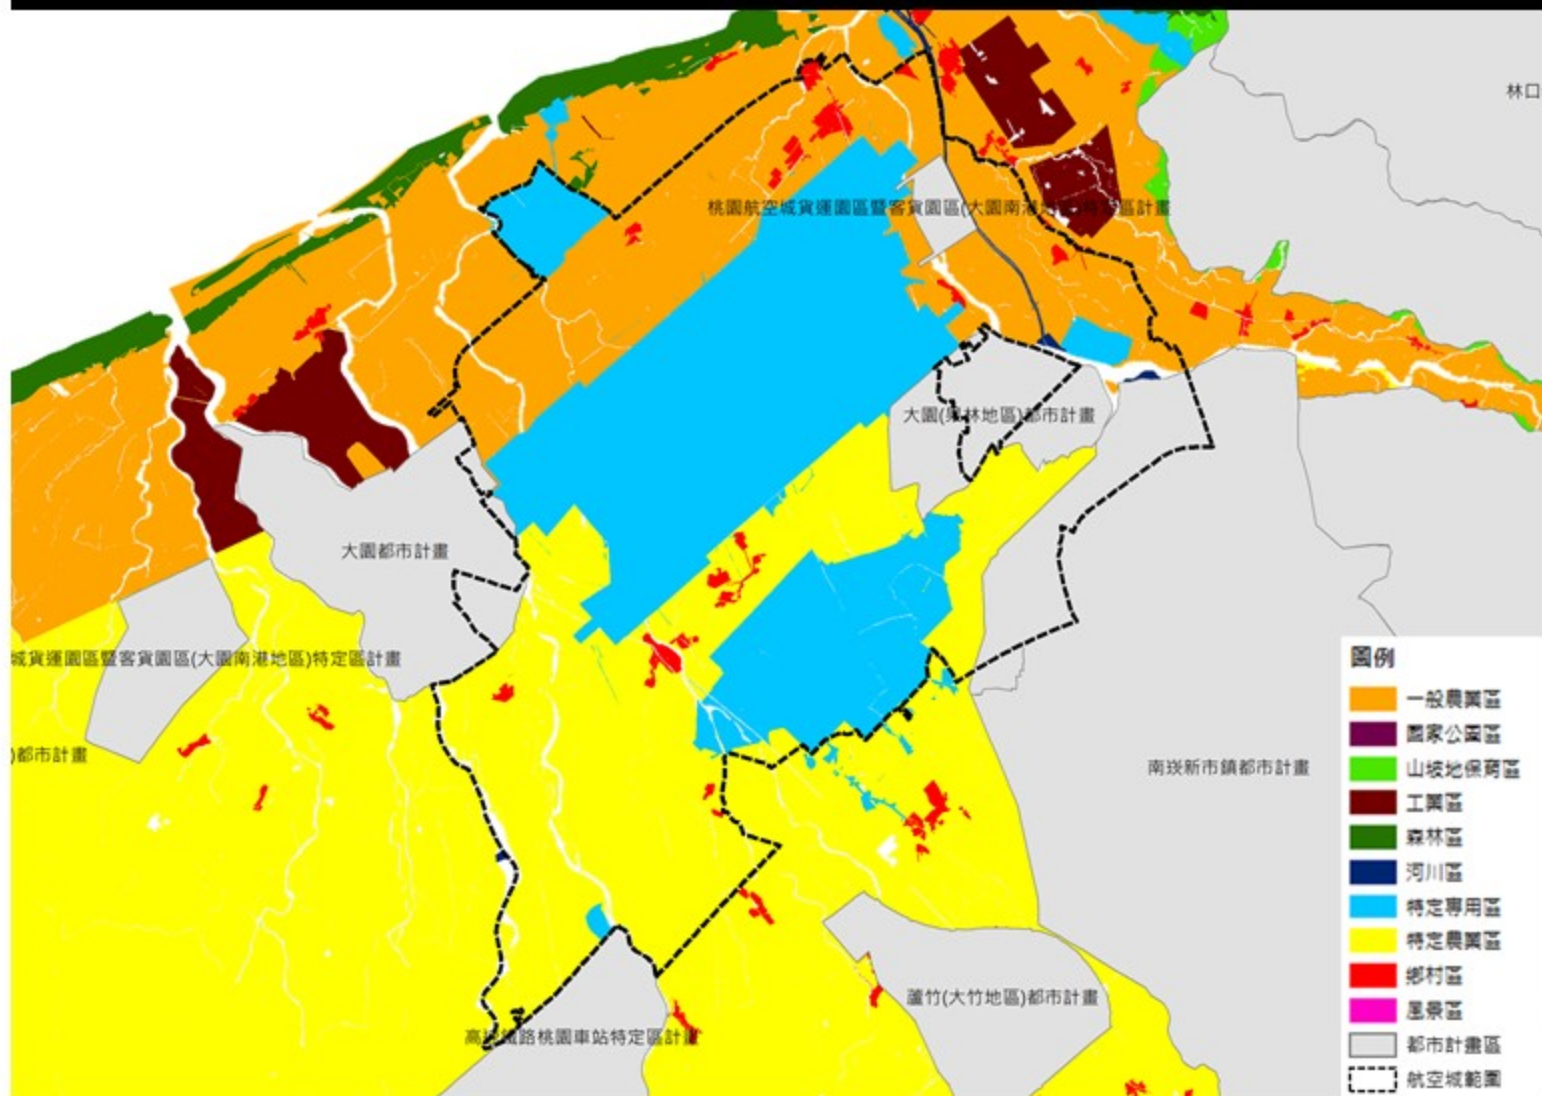 林口
桃園航空城貨運園區暨客貨園區(大園南港地區)特定區計畫
大園(菓林地區)都市計畫
大園都市計畫
城貨運園區暨客貨園區(大園南港地區)特定區計畫
)都市計畫
南崁新市鎮都市計畫
蘆竹(大竹地區)都市計畫
高速鐵路桃園車站特定區計畫
圖例
一般農業區
國家公園區
山坡地保育區
工業區
森林區
河川區
特定專用區
特定農業區
鄉村區
風景區
都市計畫區
航空城範圍